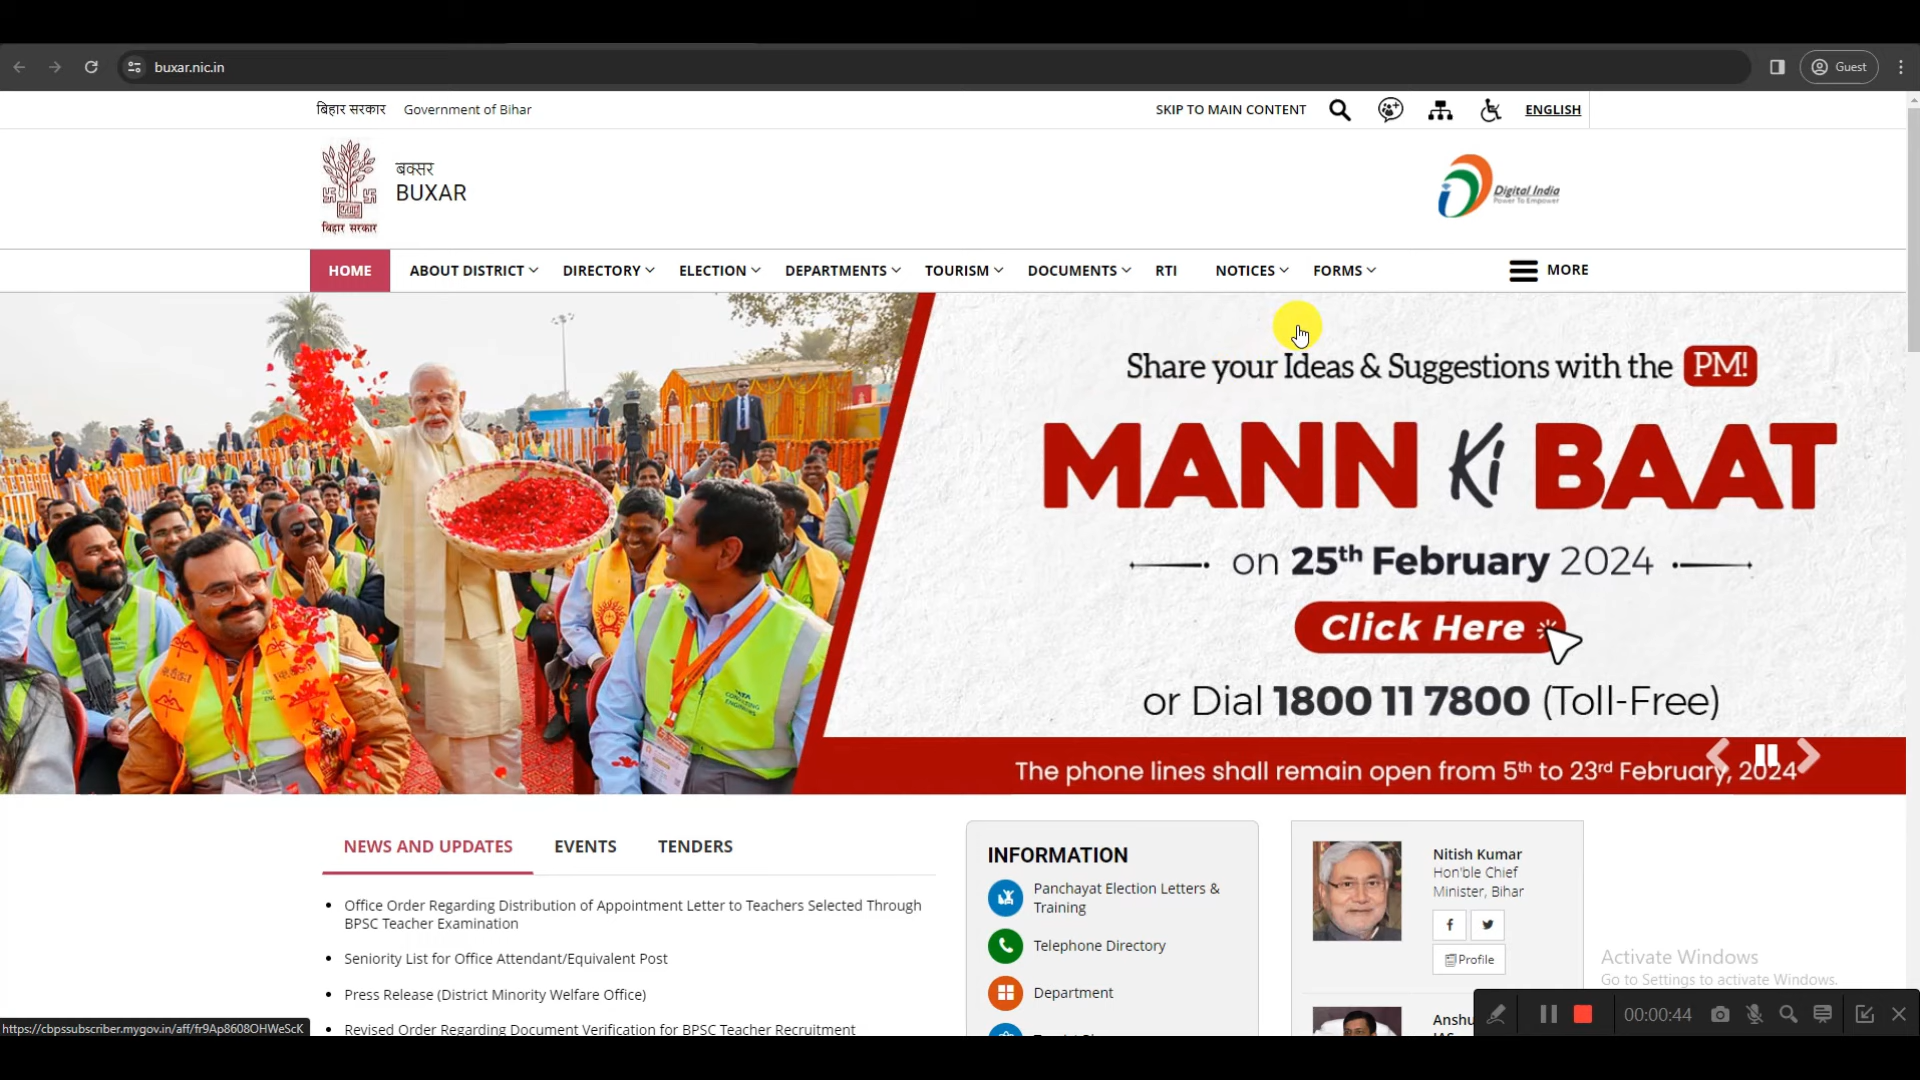 buxar.nic.in
Guest
बिहार सरकार Government of Bihar
SKIP TO MAIN CONTENT
ENGLISH
बक्सर
BUXAR
बिहार सरकार
Digital India
Power To Empower
HOME ABOUT DISTRICT DIRECTORY ELECTION DEPARTMENTS TOURISM DOCUMENTS RTI NOTICES FORMS MORE
Share your Ideas & Suggestions with the PM!
MANN Ki BAAT
on 25th February 2024
Click Here
or Dial 1800 11 7800 (Toll-Free)
The phone lines shall remain open from 5th to 23rd February, 2024
NEWS AND UPDATES EVENTS TENDERS
Office Order Regarding Distribution of Appointment Letter to Teachers Selected Through
BPSC Teacher Examination
Seniority List for Office Attendant/Equivalent Post
Press Release (District Minority Welfare Office)
Revised Order Regarding Document Verification for BPSC Teacher Recruitment
INFORMATION
Panchayat Election Letters &
Training
Telephone Directory
Department
Nitish Kumar
Hon'ble Chief
Minister, Bihar
Profile
Anshu
Activate Windows
Go to Settings to activate Windows.
00:00:44
https://cbpssubscriber.mygov.in/aff/fr9Ap8608OHWeScK